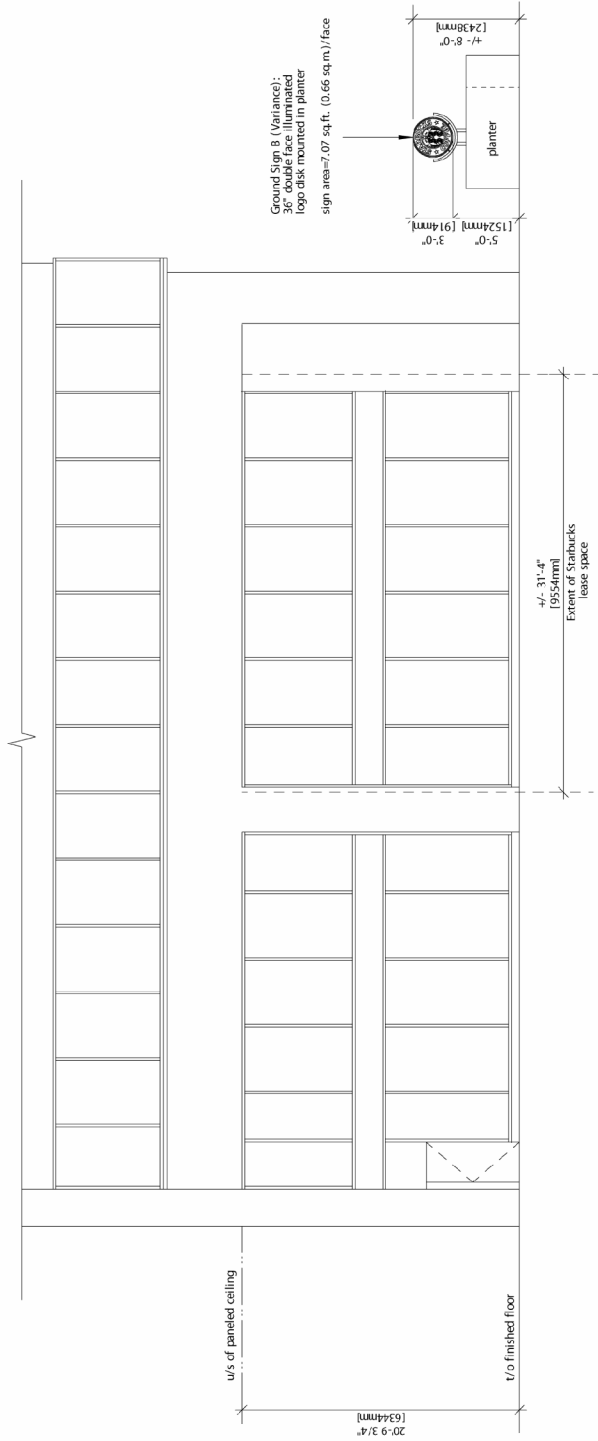 Ground Sign B (Variance):
36" double face illuminated
logo disk mounted in planter
sign area=7.07 sq.ft. (0.66 sq.m.)/face
+/- 8'-0"
[2438mm]
3'-0"
[914mm]
5'-0"
[1524mm]
planter
+/- 31'-4"
[9554mm]
Extent of Starbucks
lease space
u/s of paneled ceiling
t/o finished floor
20'-9 3/4"
[6344mm]